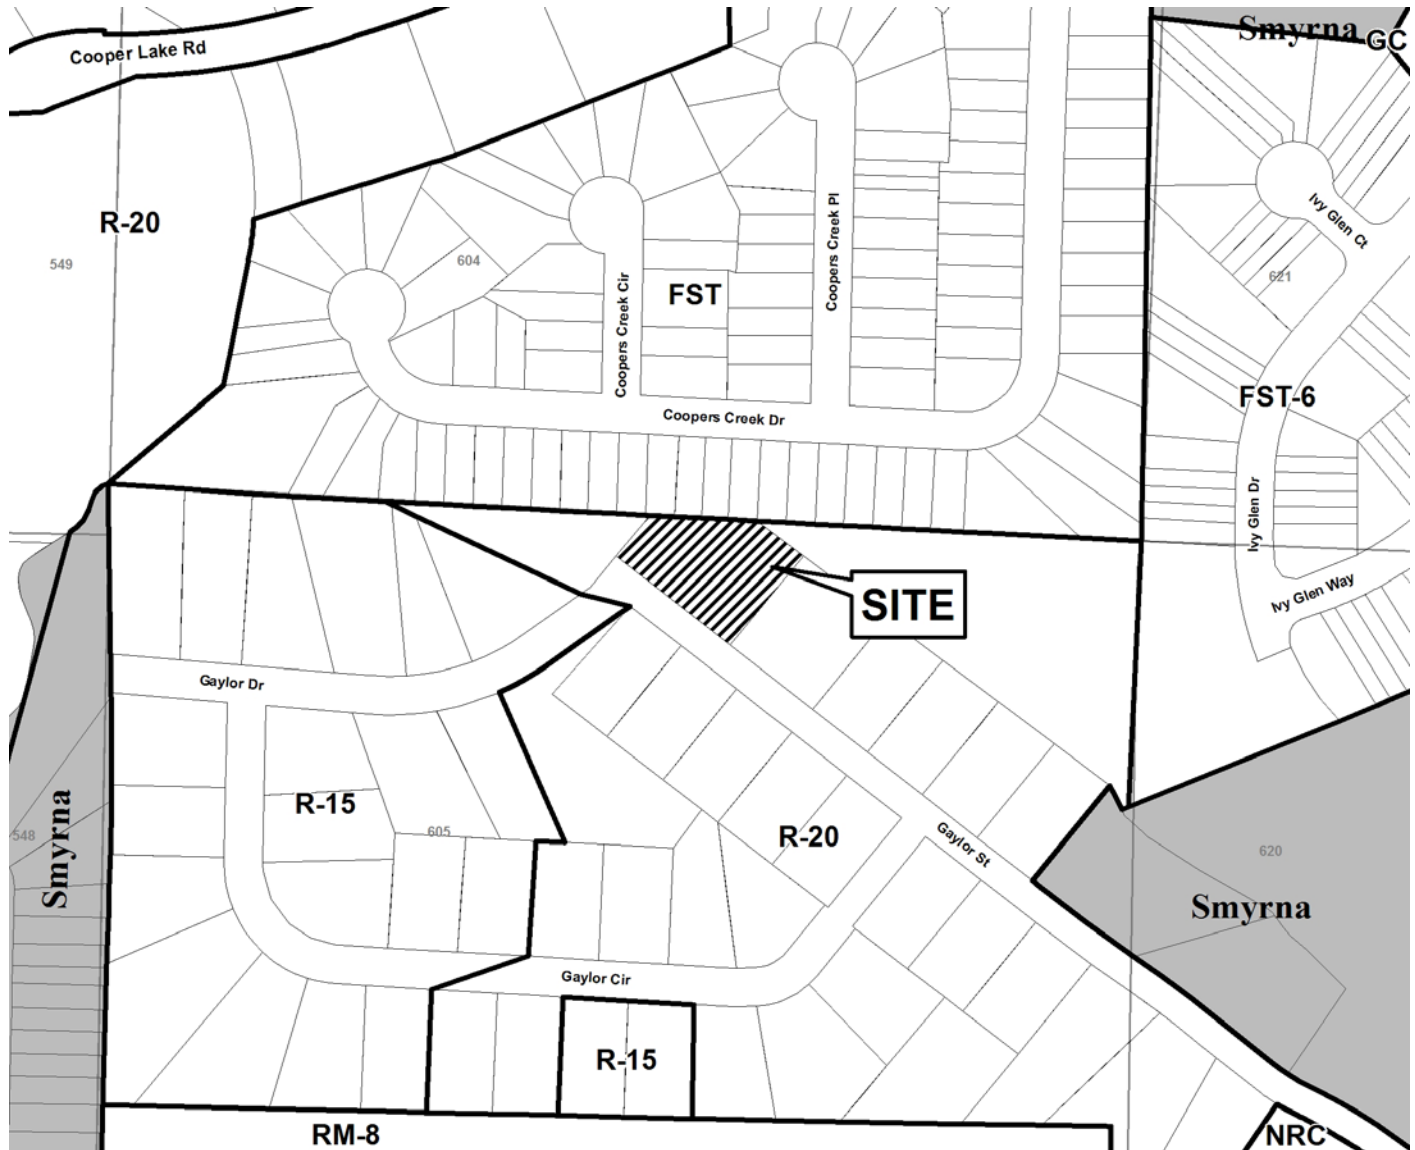 Smyrna
GC
Cooper Lake Rd
R-20
549
604
FST
Coopers Creek Cir
Coopers Creek Pl
Coopers Creek Dr
Ivy Glen Ct
621
FST-6
Ivy Glen Dr
Ivy Glen Way
SITE
Gaylor Dr
R-15
605
548
Smyrna
R-20
Gaylor St
620
Smyrna
Gaylor Cir
R-15
RM-8
NRC